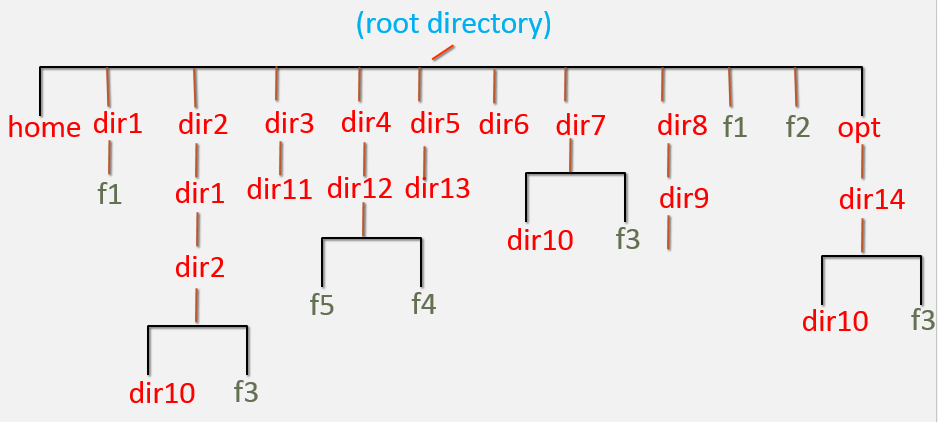 (root directory)
home dir1 dir2 dir3 dir4 dir5 dir6 dir7 dir8 f1 f2 opt
f1 dir1 dir11 dir12 dir13 dir9 dir14
dir2 dir10 f3
f5 f4 dir10 f3
dir10 f3